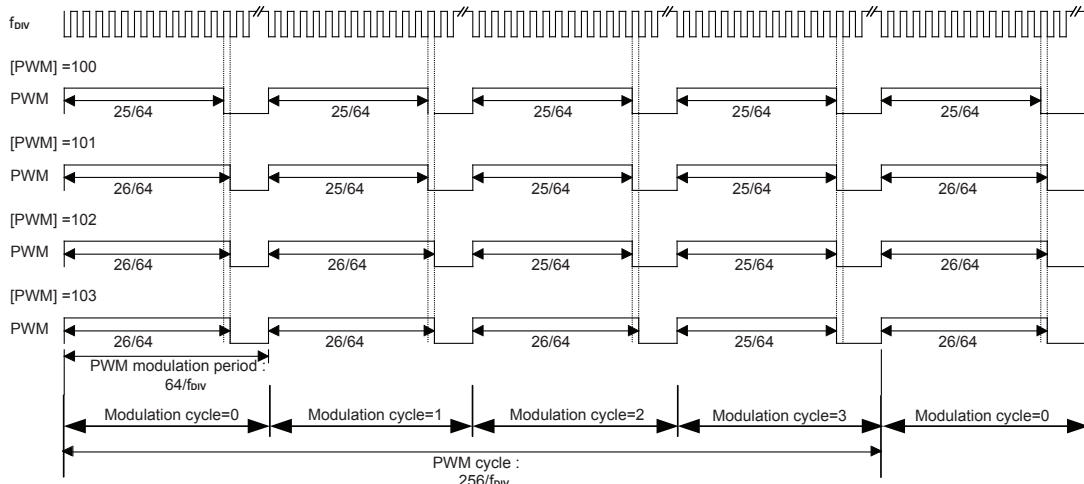 fDIV
[PWM] =100
PWM
25/64 25/64 25/64 25/64 25/64
[PWM] =101
PWM
26/64 25/64 25/64 25/64 26/64
[PWM] =102
PWM
26/64 26/64 25/64 25/64 26/64
[PWM] =103
PWM
26/64 26/64 26/64 25/64 26/64
PWM modulation period :
64/fDIV
Modulation cycle=0 Modulation cycle=1 Modulation cycle=2 Modulation cycle=3 Modulation cycle=0
PWM cycle :
256/fDIV